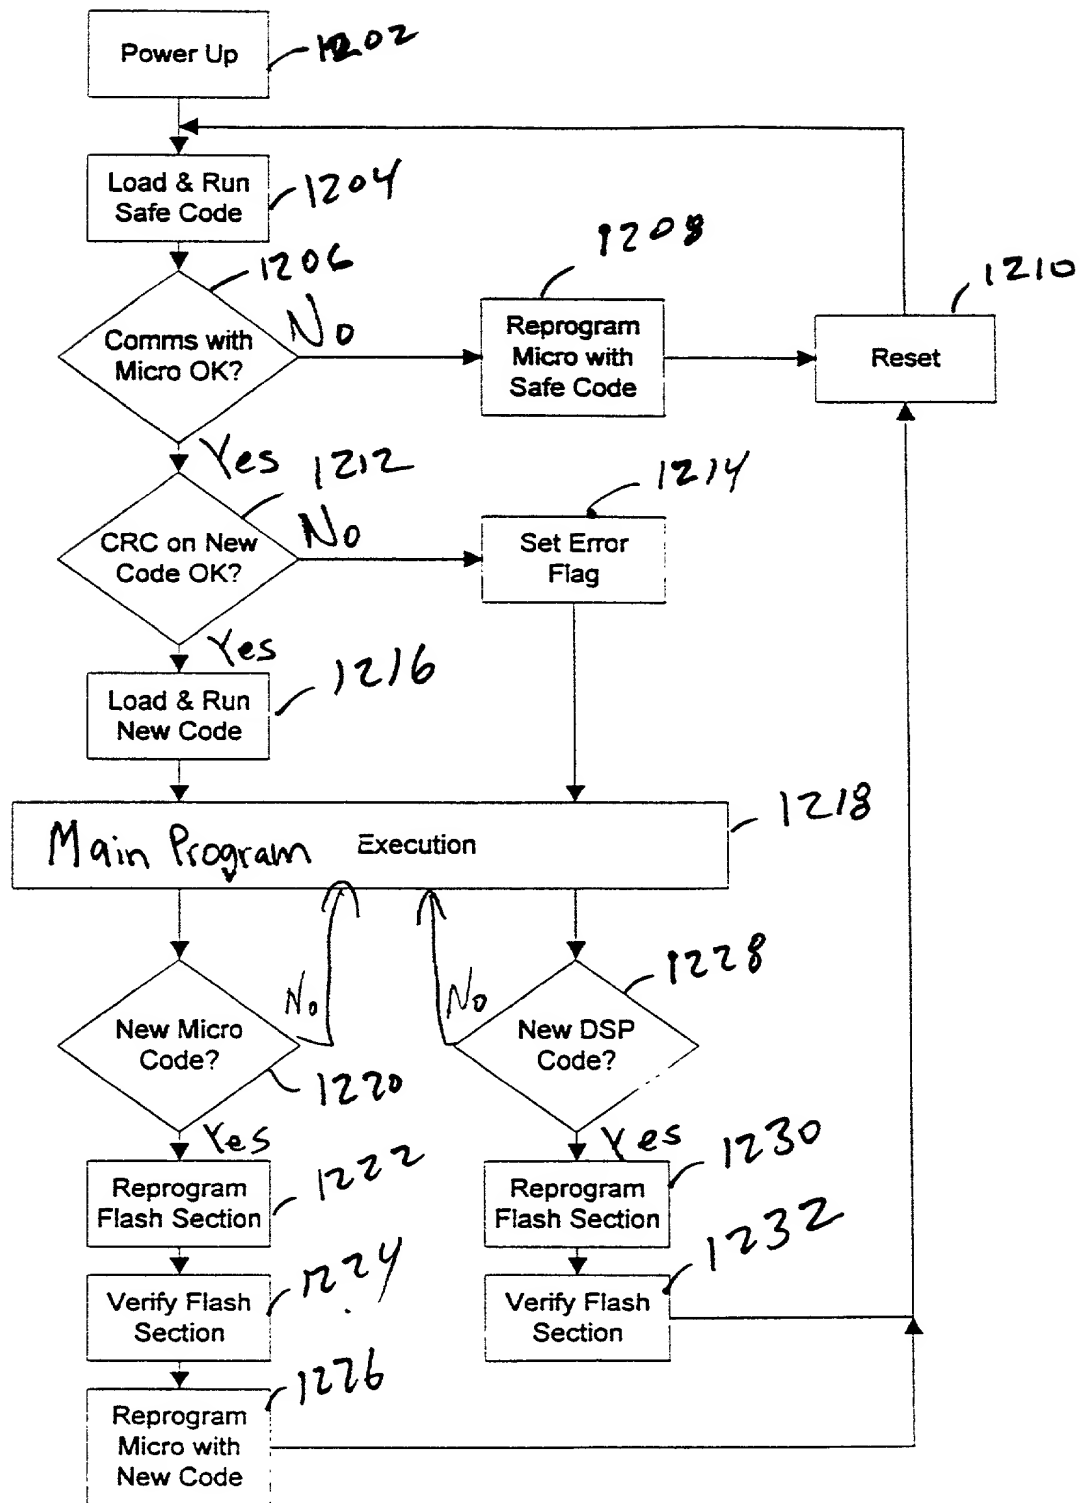 Power Up
1202
Load & Run
Safe Code
1204
1206
Comms with
Micro OK?
No
1208
Reprogram
Micro with
Safe Code
1210
Reset
Yes
1212
CRC on New
Code OK?
No
1214
Set Error
Flag
Yes
1216
Load & Run
New Code
Main Program Execution
1218
New Micro
Code?
No
1220
No
New DSP
Code?
1228
Yes
1222
Reprogram
Flash Section
Yes
1230
Reprogram
Flash Section
1224
Verify Flash
Section
1232
Verify Flash
Section
1226
Reprogram
Micro with
New Code